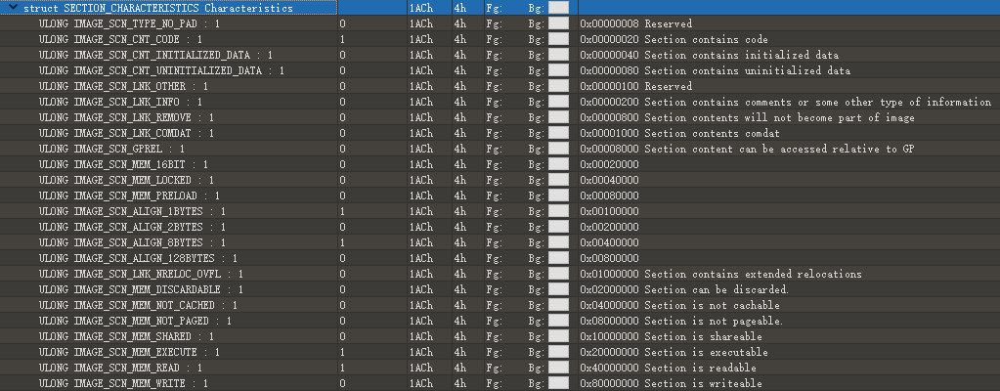 struct SECTION_CHARACTERISTICS Characteristics 1ACh 4h Fg: Bg:
ULONG IMAGE_SCN_TYPE_NO_PAD : 1 0 1ACh 4h Fg: Bg: 0x00000008 Reserved
ULONG IMAGE_SCN_CNT_CODE : 1 1 1ACh 4h Fg: Bg: 0x00000020 Section contains code
ULONG IMAGE_SCN_CNT_INITIALIZED_DATA : 1 0 1ACh 4h Fg: Bg: 0x00000040 Section contains initialized data
ULONG IMAGE_SCN_CNT_UNINITIALIZED_DATA : 1 0 1ACh 4h Fg: Bg: 0x00000080 Section contains uninitialized data
ULONG IMAGE_SCN_LNK_OTHER : 1 0 1ACh 4h Fg: Bg: 0x00000100 Reserved
ULONG IMAGE_SCN_LNK_INFO : 1 0 1ACh 4h Fg: Bg: 0x00000200 Section contains comments or some other type of information
ULONG IMAGE_SCN_LNK_REMOVE : 1 0 1ACh 4h Fg: Bg: 0x00000800 Section contents will not become part of image
ULONG IMAGE_SCN_LNK_COMDAT : 1 0 1ACh 4h Fg: Bg: 0x00001000 Section contents comdat
ULONG IMAGE_SCN_GPREL : 1 0 1ACh 4h Fg: Bg: 0x00008000 Section content can be accessed relative to GP
ULONG IMAGE_SCN_MEM_16BIT : 1 0 1ACh 4h Fg: Bg: 0x00020000
ULONG IMAGE_SCN_MEM_LOCKED : 1 0 1ACh 4h Fg: Bg: 0x00040000
ULONG IMAGE_SCN_MEM_PRELOAD : 1 0 1ACh 4h Fg: Bg: 0x00080000
ULONG IMAGE_SCN_ALIGN_1BYTES : 1 1 1ACh 4h Fg: Bg: 0x00100000
ULONG IMAGE_SCN_ALIGN_2BYTES : 1 0 1ACh 4h Fg: Bg: 0x00200000
ULONG IMAGE_SCN_ALIGN_8BYTES : 1 1 1ACh 4h Fg: Bg: 0x00400000
ULONG IMAGE_SCN_ALIGN_128BYTES : 1 0 1ACh 4h Fg: Bg: 0x00800000
ULONG IMAGE_SCN_LNK_NRELOC_OVFL : 1 0 1ACh 4h Fg: Bg: 0x01000000 Section contains extended relocations
ULONG IMAGE_SCN_MEM_DISCARDABLE : 1 0 1ACh 4h Fg: Bg: 0x02000000 Section can be discarded.
ULONG IMAGE_SCN_MEM_NOT_CACHED : 1 0 1ACh 4h Fg: Bg: 0x04000000 Section is not cachable
ULONG IMAGE_SCN_MEM_NOT_PAGED : 1 0 1ACh 4h Fg: Bg: 0x08000000 Section is not pageable.
ULONG IMAGE_SCN_MEM_SHARED : 1 0 1ACh 4h Fg: Bg: 0x10000000 Section is shareable
ULONG IMAGE_SCN_MEM_EXECUTE : 1 1 1ACh 4h Fg: Bg: 0x20000000 Section is executable
ULONG IMAGE_SCN_MEM_READ : 1 1 1ACh 4h Fg: Bg: 0x40000000 Section is readable
ULONG IMAGE_SCN_MEM_WRITE : 1 0 1ACh 4h Fg: Bg: 0x80000000 Section is writeable